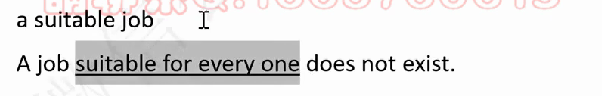 a suitable job
A job suitable for every one does not exist.